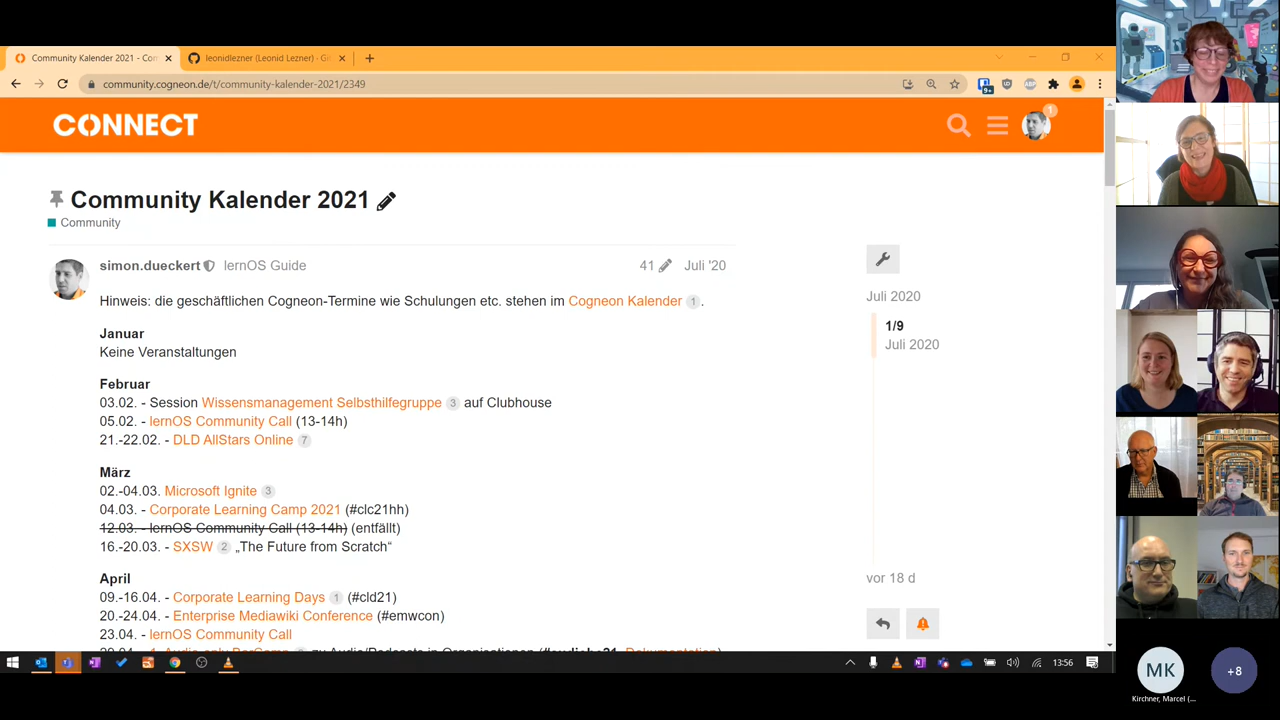 Community Kalender 2021 - Co
leonidlezner (Leonid Lezner) · Gi
community.cogneon.de/t/community-kalender-2021/2349
9+
ABP
CONNECT
1
Community Kalender 2021
Community
simon.dueckert lernOS Guide 41 Juli '20
Hinweis: die geschäftlichen Cogneon-Termine wie Schulungen etc. stehen im Cogneon Kalender 1 .
Januar
Keine Veranstaltungen
Februar
03.02. - Session Wissensmanagement Selbsthilfegruppe 3 auf Clubhouse
05.02. - lernOS Community Call (13-14h)
21.-22.02. - DLD AllStars Online 7
März
02.-04.03. Microsoft Ignite 3
04.03. - Corporate Learning Camp 2021 (#clc21hh)
12.03. - lernOS Community Call (13-14h) (entfällt)
16.-20.03. - SXSW 2 „The Future from Scratch“
April
09.-16.04. - Corporate Learning Days 1 (#cld21)
20.-24.04. - Enterprise Mediawiki Conference (#emwcon)
23.04. - lernOS Community Call
Juli 2020
1/9
Juli 2020
vor 18 d
13:56
MK
+8
Kirchner, Marcel (...